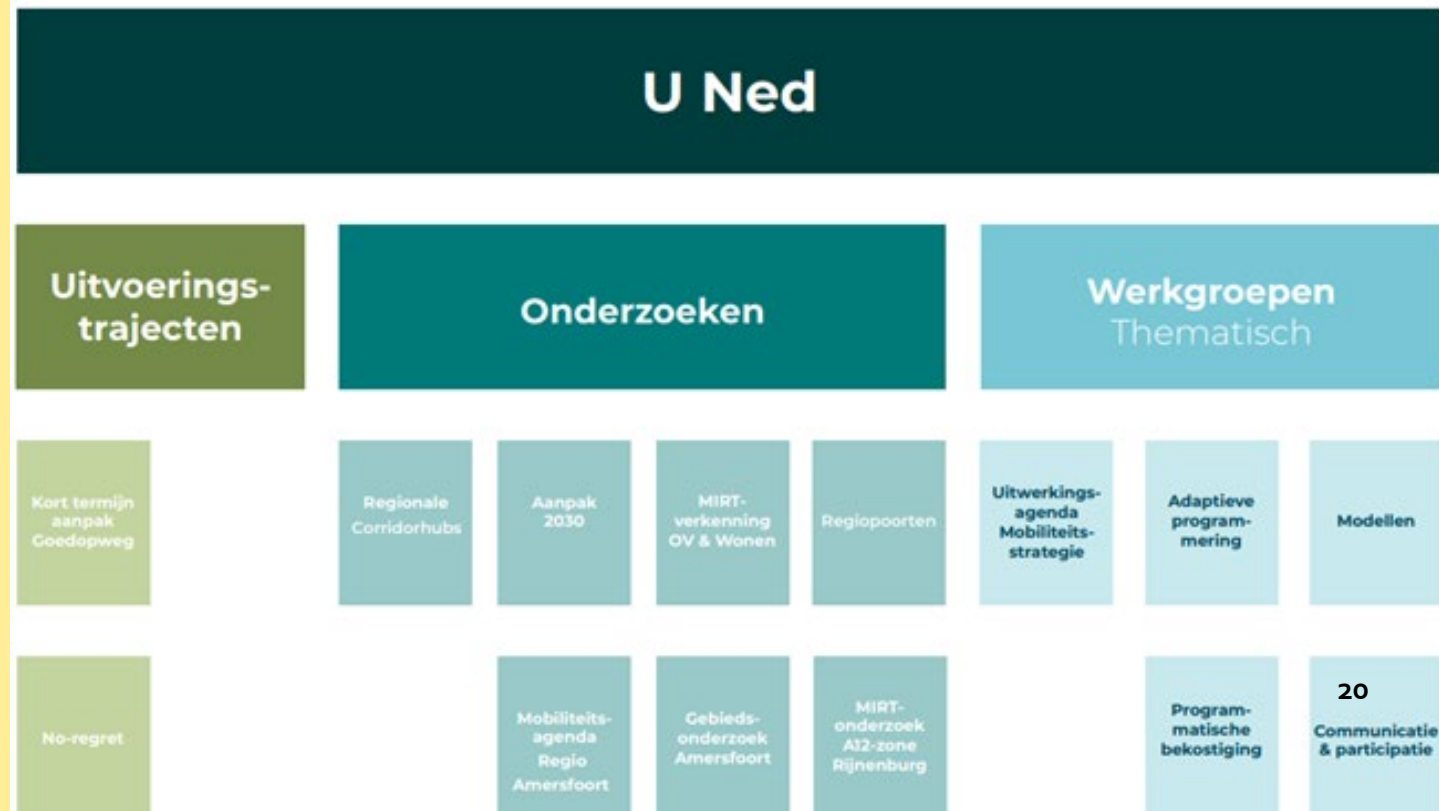 U Ned
Uitvoerings-
trajecten
Onderzoeken
Werkgroepen
Thematisch
Kort termijn
aanpak
Goedopweg
Regionale
Corridorhubs
Aanpak
2030
MIRT-
verkenning
OV & Wonen
Regiopoorten
Uitwerkings-
agenda
Mobiliteits-
strategie
Adaptieve
program-
mering
Modellen
No-regret
Mobiliteits-
agenda
Regio
Amersfoort
Gebieds-
onderzoek
Amersfoort
MIRT-
onderzoek
A12-zone
Rijnenburg
Program-
matische
bekostiging
20
Communicatie
& participatie